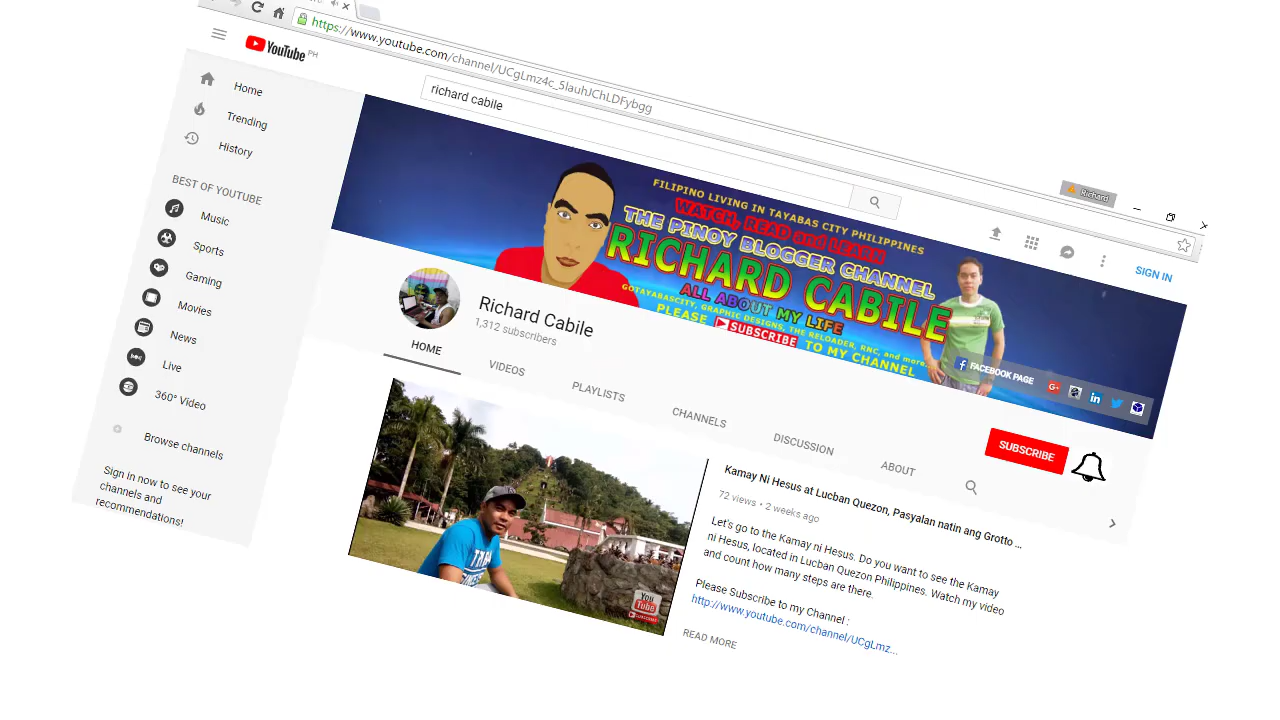 https://www.youtube.com/channel/UCgLmz4c_5lauhJChLDFybgg
Richard
YouTube PH
richard cabile
SIGN IN
Home
Trending
History
BEST OF YOUTUBE
Music
Sports
Gaming
Movies
News
Live
360° Video
Browse channels
Sign in now to see your
channels and
recommendations!
FILIPINO LIVING IN TAYABAS CITY PHILIPPINES
WATCH, READ and LEARN
THE PINOY BLOGGER CHANNEL
RICHARD CABILE
ALL ABOUT MY LIFE
GOTAYABASCITY, GRAPHIC DESIGNS, THE RELOADER, RNC, and more.
PLEASE SUBSCRIBE TO MY CHANNEL
FACEBOOK PAGE
G+
in
Richard Cabile
1,312 subscribers
SUBSCRIBE
HOME
VIDEOS
PLAYLISTS
CHANNELS
DISCUSSION
ABOUT
You
Tube
SUBSCRIBE
Kamay Ni Hesus at Lucban Quezon, Pasyalan natin ang Grotto ...
72 views • 2 weeks ago
Let's go to the Kamay ni Hesus. Do you want to see the Kamay
ni Hesus, located in Lucban Quezon Philippines. Watch my video
and count how many steps are there.
Please Subscribe to my Channel :
http://www.youtube.com/channel/UCgLmz...
READ MORE